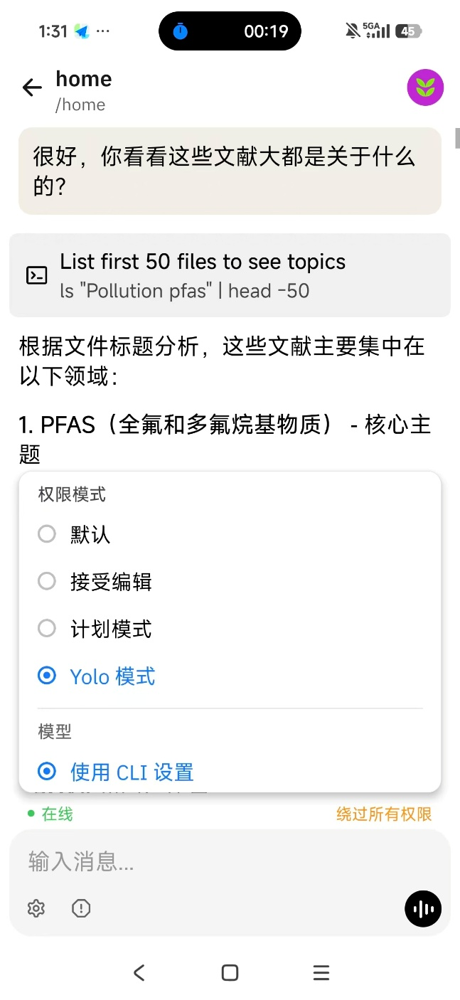 1:31 ···
00:19
5GA
45
home
/home
很好，你看看这些文献大都是关于什么
的？
List first 50 files to see topics
ls "Pollution pfas" | head -50
根据文件标题分析，这些文献主要集中在
以下领域：
1. PFAS（全氟和多氟烷基物质） - 核心主
题
权限模式
默认
接受编辑
计划模式
Yolo 模式
模型
使用 CLI 设置
在线
绕过所有权限
输入消息...